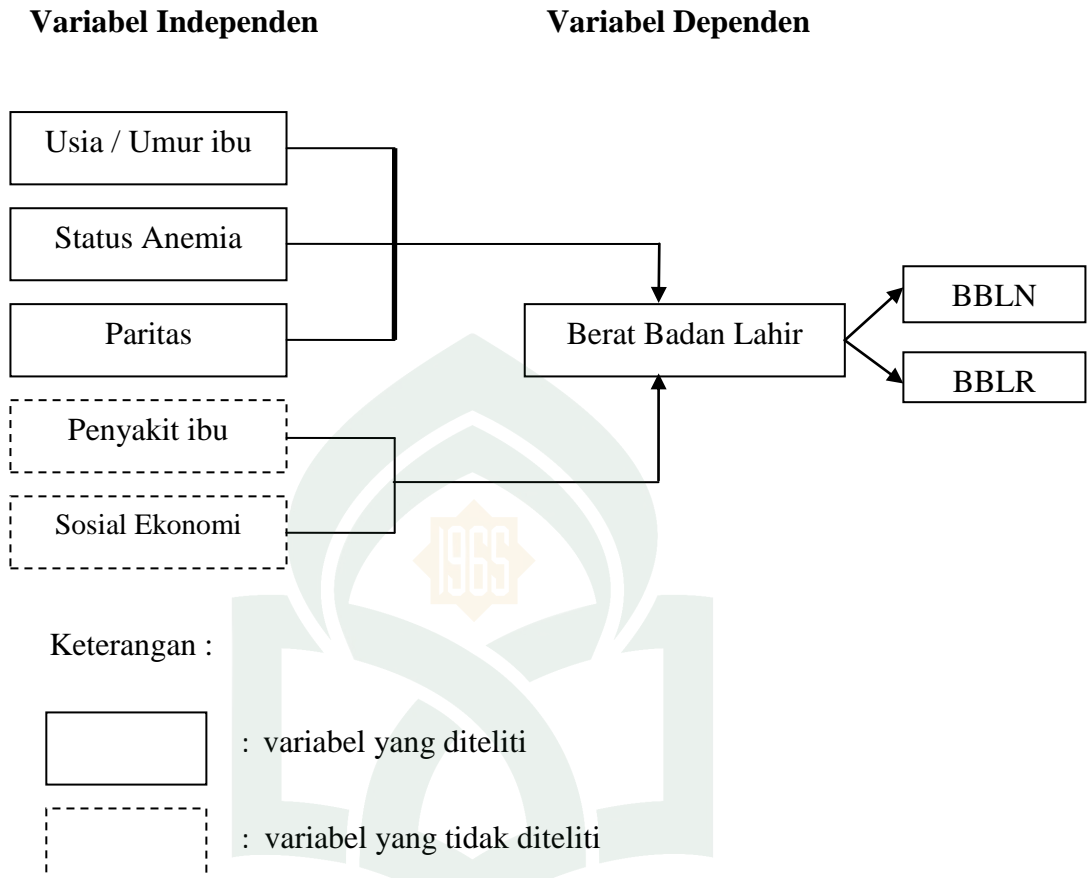 Variabel Independen Variabel Dependen
Usia / Umur ibu
Status Anemia
Paritas
Penyakit ibu
Sosial Ekonomi
Berat Badan Lahir
BBLN
BBLR
1965
Keterangan :
: variabel yang diteliti
: variabel yang tidak diteliti